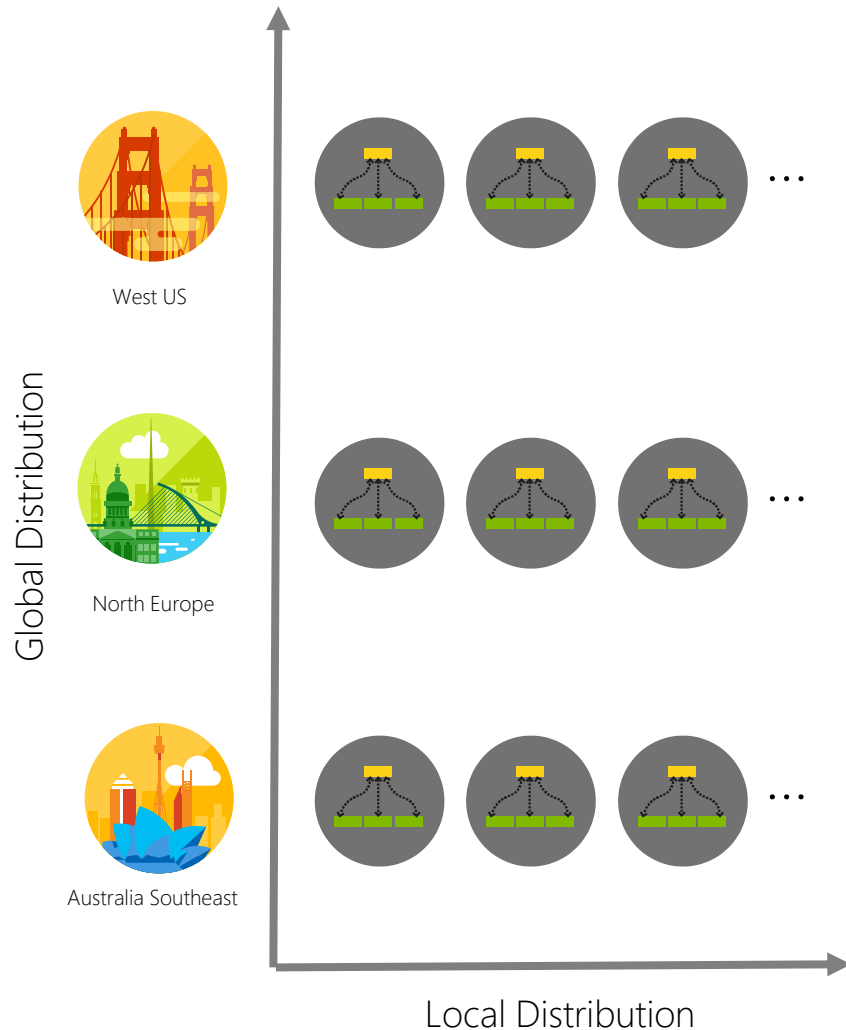 Global Distribution
West US
...
North Europe
...
Australia Southeast
...
Local Distribution